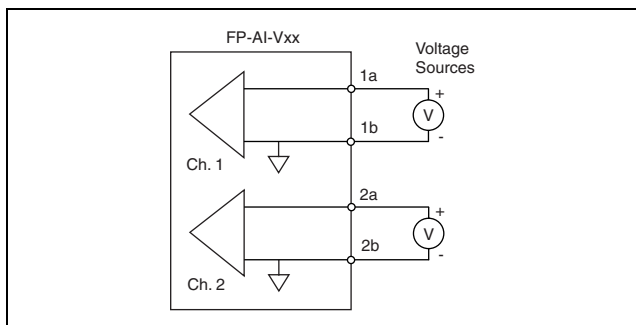 FP-AI-Vxx
Voltage
Sources
1a
+
V
1b
-
Ch. 1
2a
+
V
2b
-
Ch. 2